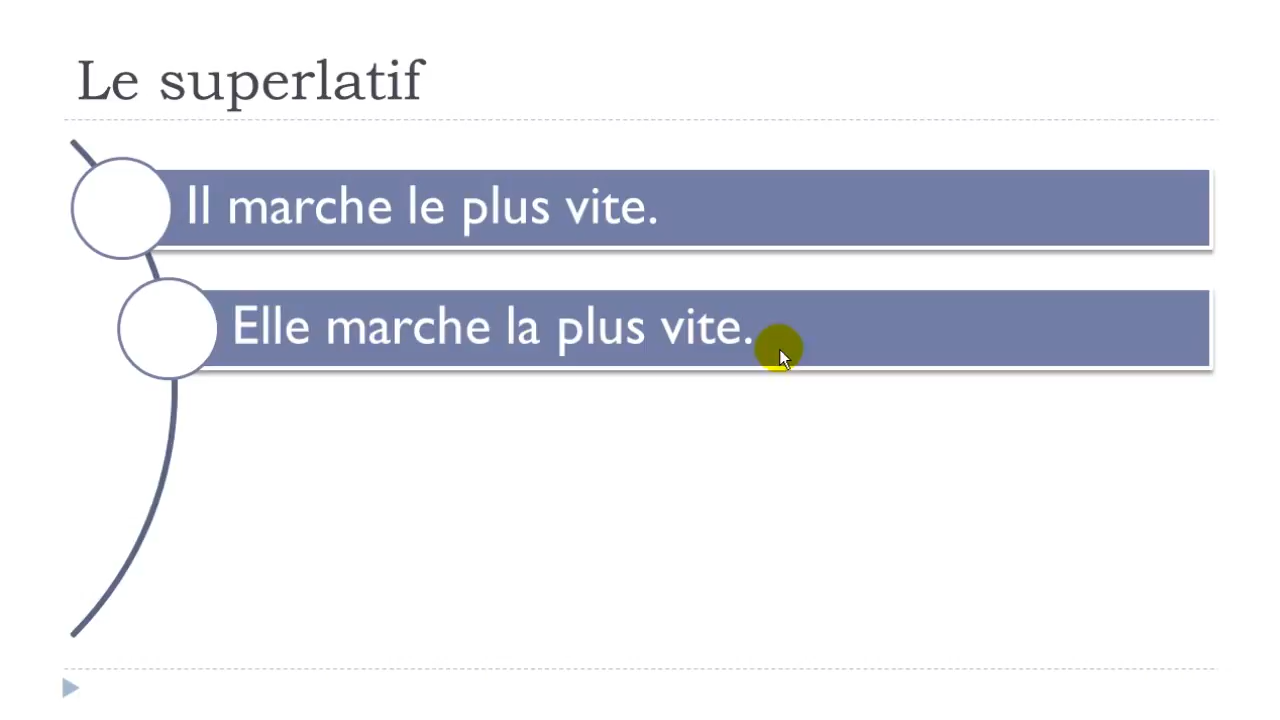 Le superlatif
Il marche le plus vite.
Elle marche la plus vite.